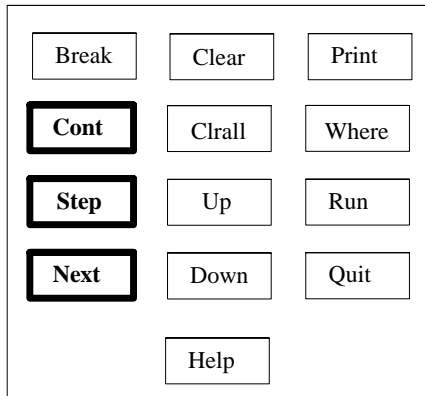 Break Clear Print
Cont Clrall Where
Step Up Run
Next Down Quit
Help